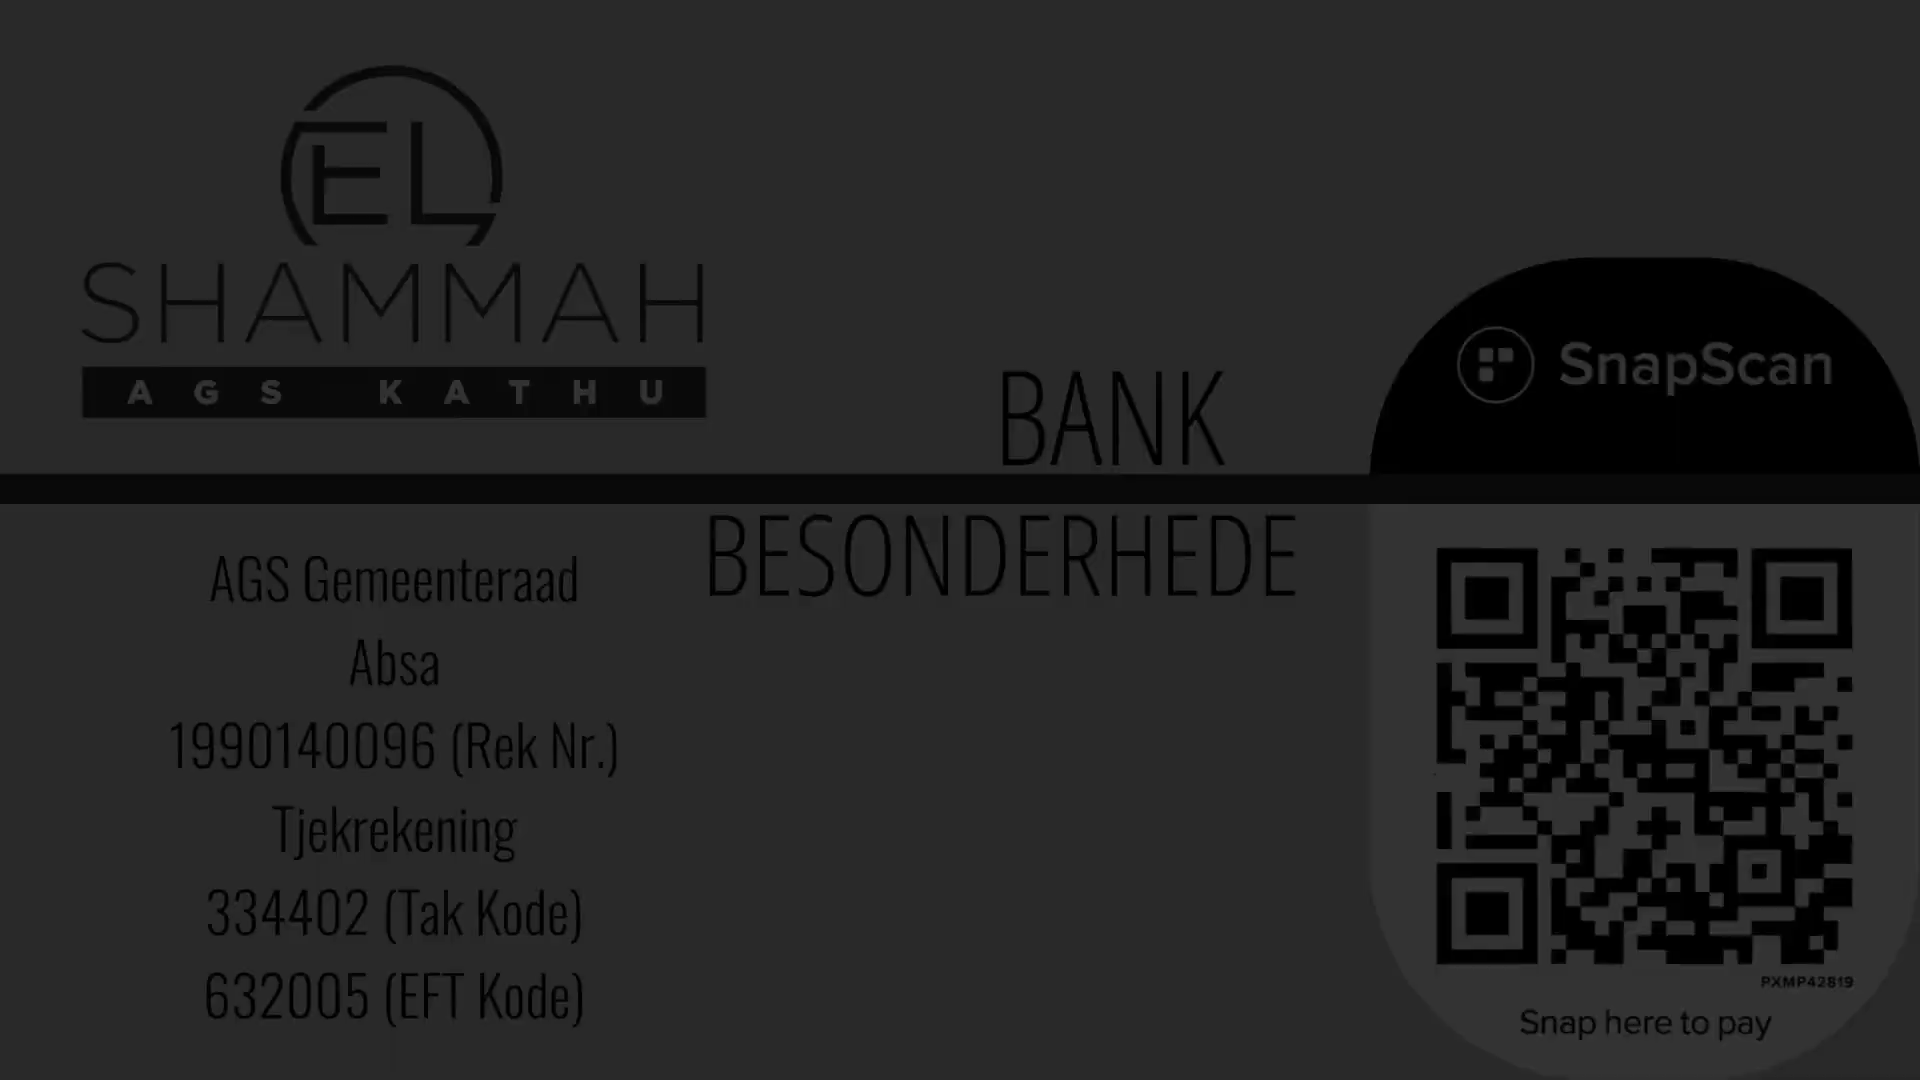 EL
SHAMMAH
AGS KATHU
BANK
BESONDERHEDE
AGS Gemeenteraad
Absa
1990140096 (Rek Nr.)
Tjekrekening
334402 (Tak Kode)
632005 (EFT Kode)
SnapScan
PXMP42819
Snap here to pay